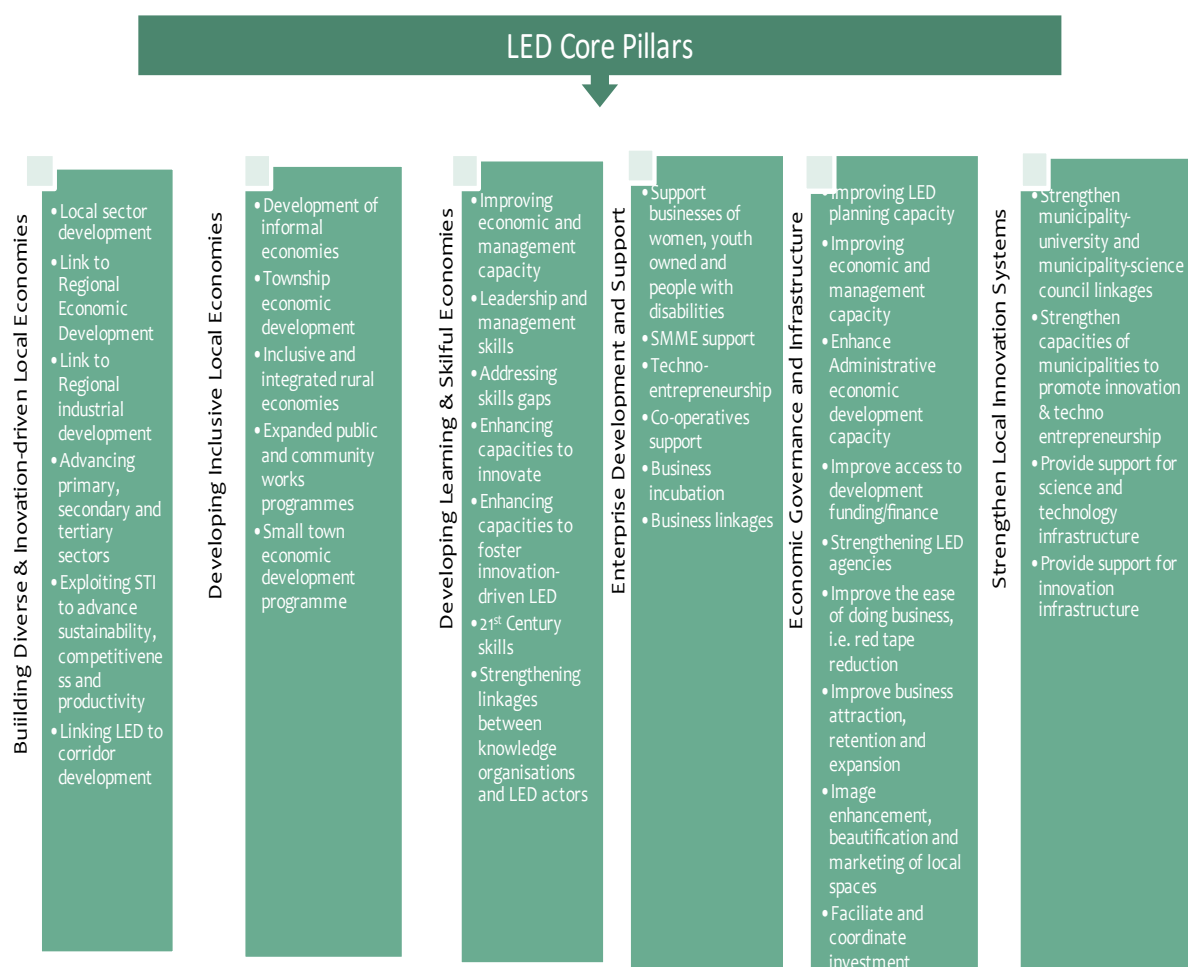 LED Core Pillars
Buiilding Diverse & Inovation-driven Local Economies
• Local sector
development
• Link to
Regional
Economic
Development
• Link to
Regional
industrial
development
• Advancing
primary,
secondary and
tertiary
sectors
• Exploiting STI
to advance
sustainability,
competitivene
ss and
productivity
• Linking LED to
corridor
development
Developing Inclusive Local Economies
• Development of
informal
economies
• Township
economic
development
• Inclusive and
integrated rural
economies
• Expanded public
and community
works
programmes
• Small town
economic
development
programme
Developing Learning & Skilful Economies
• Improving
economic and
management
capacity
• Leadership and
management
skills
• Addressing
skills gaps
• Enhancing
capacities to
innovate
• Enhancing
capacities to
foster
innovation-
driven LED
• 21st Century
skills
• Strengthening
linkages
between
knowledge
organisations
and LED actors
Enterprise Development and Support
• Support
businesses of
women, youth
owned and
people with
disabilities
• SMME support
• Techno-
entrepreneurship
• Co-operatives
support
• Business
incubation
• Business linkages
Economic Governance and Infrastructure
• Improving LED
planning capacity
• Improving
economic and
management
capacity
• Enhance
Administrative
economic
development
capacity
• Improve access to
development
funding/finance
• Strengthening LED
agencies
• Improve the ease
of doing business,
i.e. red tape
reduction
• Improve business
attraction,
retention and
expansion
• Image
enhancement,
beautification and
marketing of local
spaces
• Faciliate and
coordinate
investment
Strengthen Local Innovation Systems
• Strengthen
municipality-
university and
municipality-science
council linkages
• Strengthen
capacities of
municipalities to
promote innovation
& techno
entrepreneurship
• Provide support for
science and
technology
infrastructure
• Provide support for
innovation
infrastructure